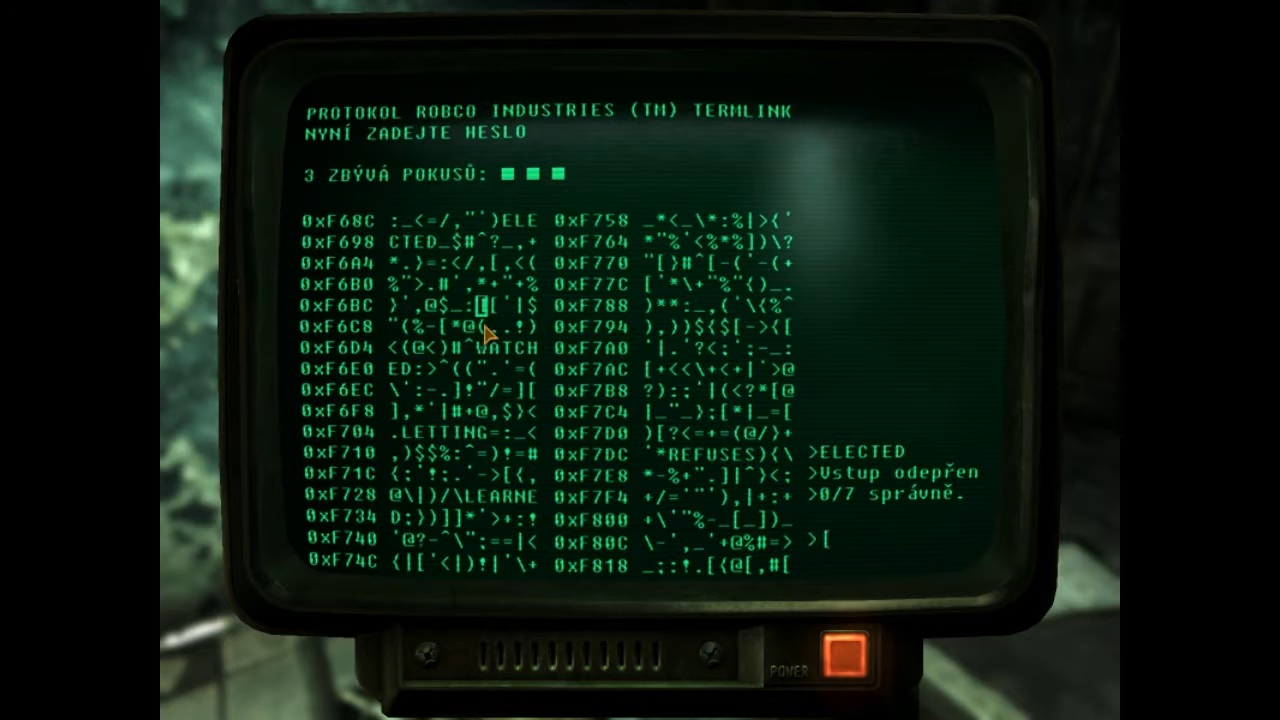 PROTOKOL ROBCO INDUSTRIES (TM) TERMLINK
NYNÍ ZADEJTE HESLO
3 ZBÝVÁ POKUSŮ:
0xF68C :_<=/,"')ELE 0xF758 _*<_\*:%|>{'
0xF698 CTED_$#^?_,+ 0xF764 *"%'<%*%])\?
0xF6A4 *.}=:</,[,<( 0xF770 "[}#^[-('-(+
0xF6B0 %">.#',*+"+% 0xF77C ['*\+"%"{)_.
0xF6BC }',@$_:[['|$ 0xF788 )**:_,('\{%^
0xF6C8 "(%-[*@(_.!) 0xF794 ),)){${$[->{[
0xF6D4 <(@<)#^WATCH 0xF7A0 '|.'?<;';-_:
0xF6E0 ED:>^((".'=( 0xF7AC [+<<\+<+|'>@
0xF6EC \':-.]!"/=][ 0xF7B8 ?);:'|(<?*[@
0xF6F8 ],*'|#+@,$}< 0xF7C4 |_"_};[*|_=[
0xF704 .LETTING=:_< 0xF7D0 )[?<=+=(@/}+
0xF710 ,)$$%:^=)!=# 0xF7DC '*REFUSES){\ >ELECTED
0xF71C {;'!;.'->[{, 0xF7E8 *-%+".]|^}<: >Vstup odepřen
0xF728 @\|)/\LEARNE 0xF7F4 +/='"'),|+:+ >0/7 správně.
0xF734 D;})]]*'>+:! 0xF800 +\'"%-_[_])_
0xF740 '@?-^\";==|< 0xF80C \-',_'+@%#=> >[
0xF74C {|['<|)!|'\+ 0xF818 _;:!.[{@[,#[
POWER